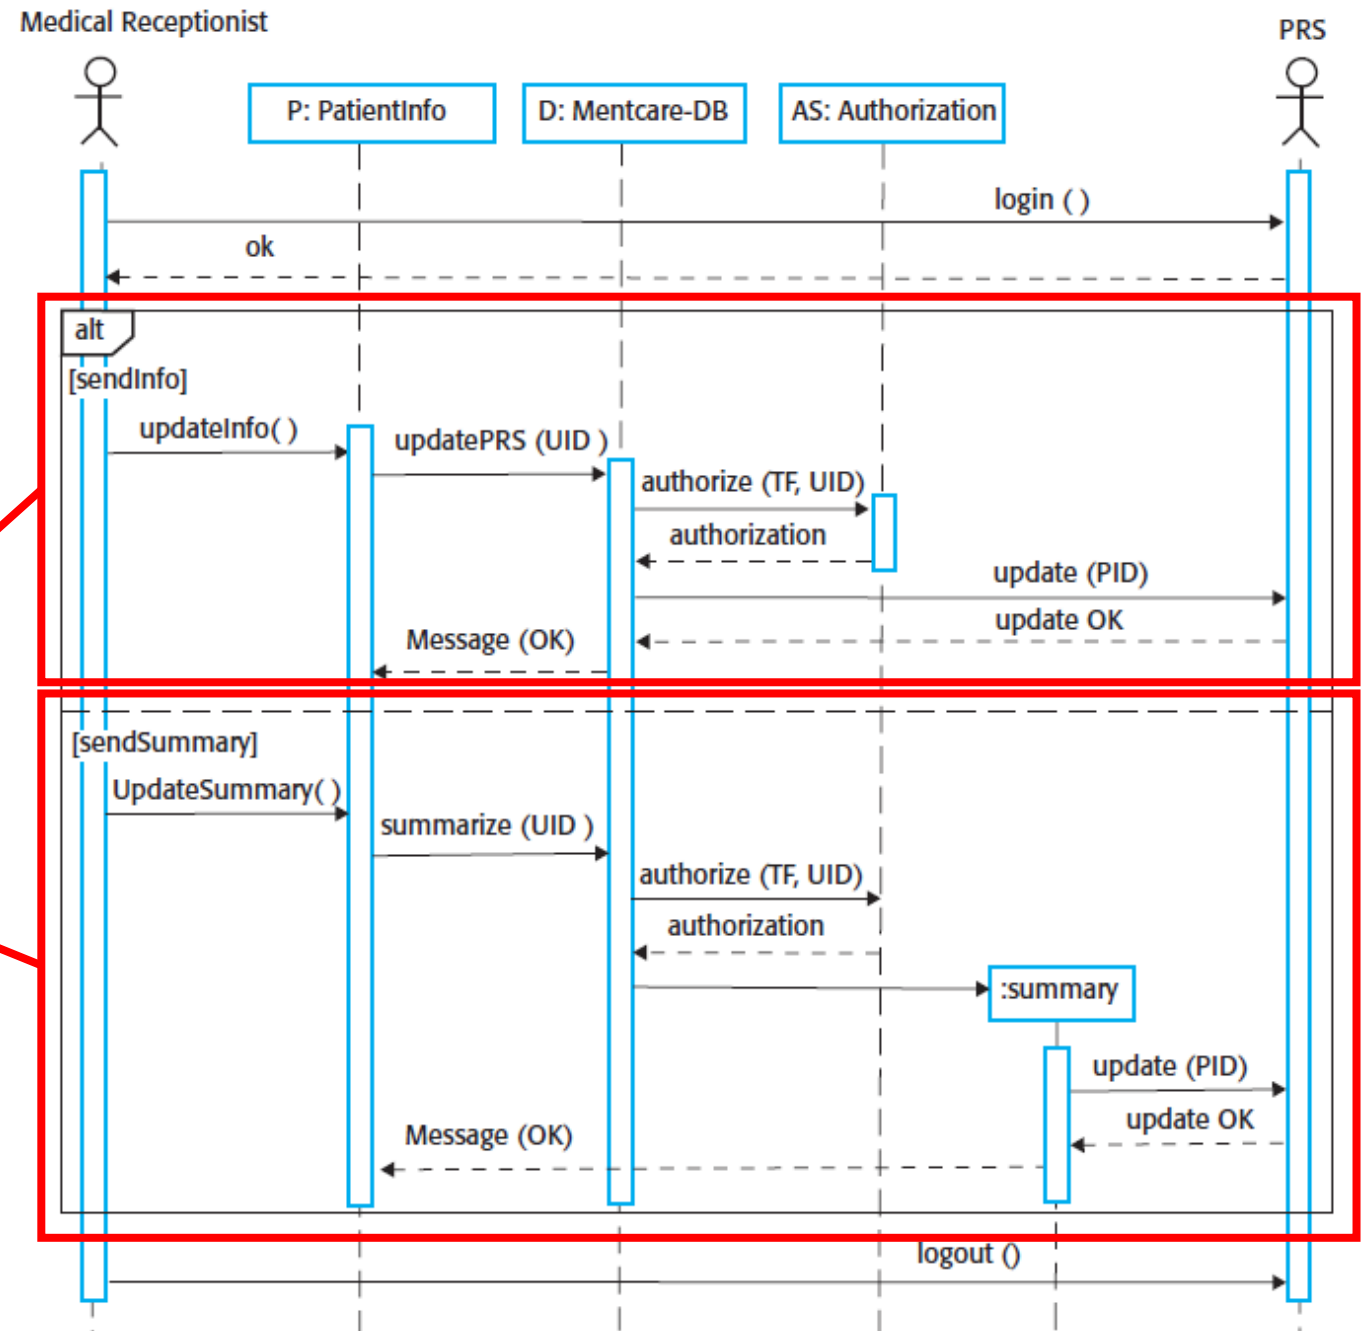 Medical Receptionist
PRS
P: PatientInfo
D: Mentcare-DB
AS: Authorization
login ( )
ok
alt
[sendInfo]
updateInfo( )
updatePRS (UID )
authorize (TF, UID)
authorization
update (PID)
update OK
Message (OK)
[sendSummary]
UpdateSummary( )
summarize (UID )
authorize (TF, UID)
authorization
:summary
update (PID)
update OK
Message (OK)
logout ()